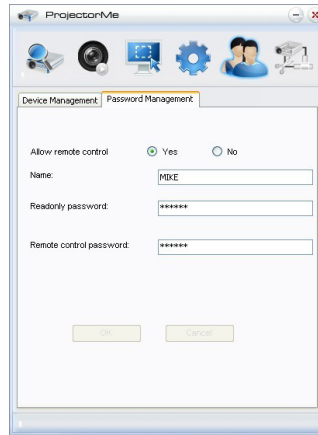 ProjectorMe
Device Management Password Management
Allow remote control Yes No
Name: MIKE
Readonly password: ******
Remote control password: ******
OK Cancel